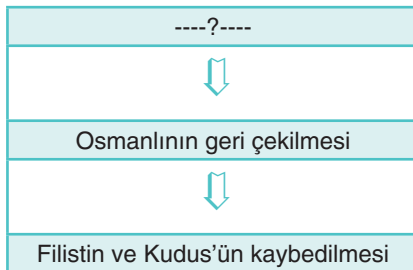 ----?----
Osmanlının geri çekilmesi
Filistin ve Kudus'ün kaybedilmesi